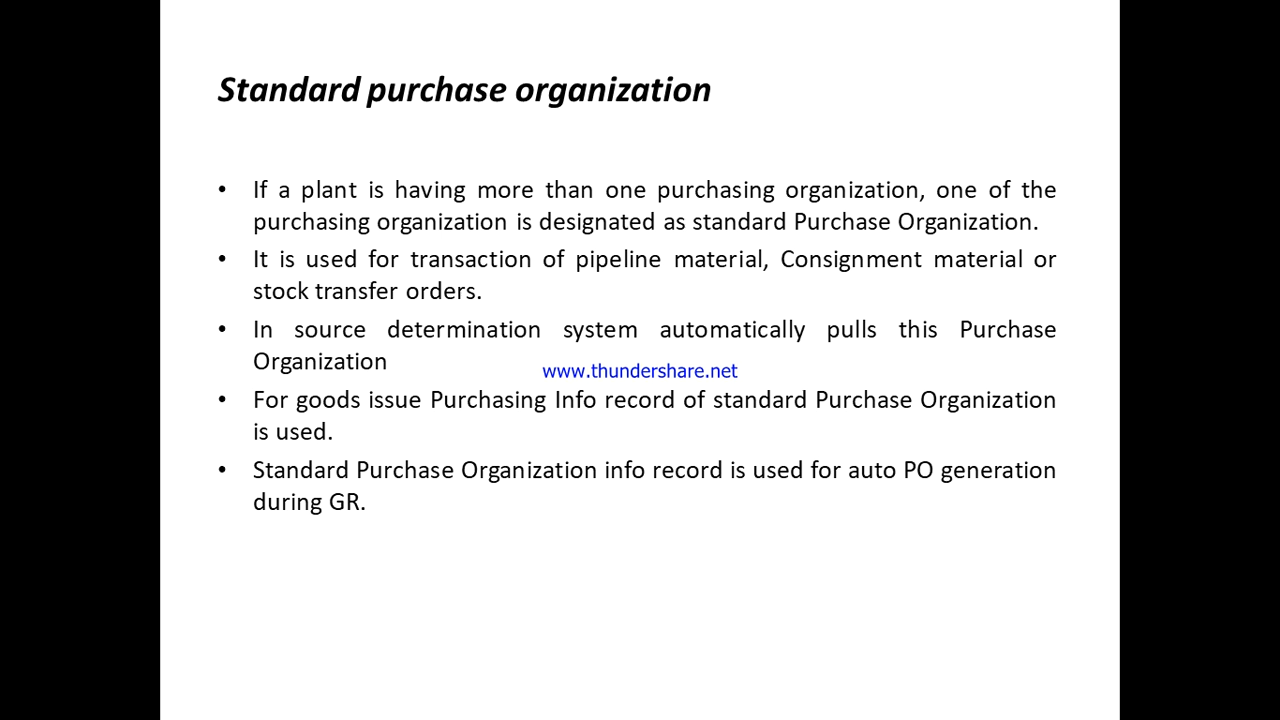 Standard purchase organization
• If a plant is having more than one purchasing organization, one of the
purchasing organization is designated as standard Purchase Organization.
• It is used for transaction of pipeline material, Consignment material or
stock transfer orders.
• In source determination system automatically pulls this Purchase
Organization
www.thundershare.net
• For goods issue Purchasing Info record of standard Purchase Organization
is used.
• Standard Purchase Organization info record is used for auto PO generation
during GR.